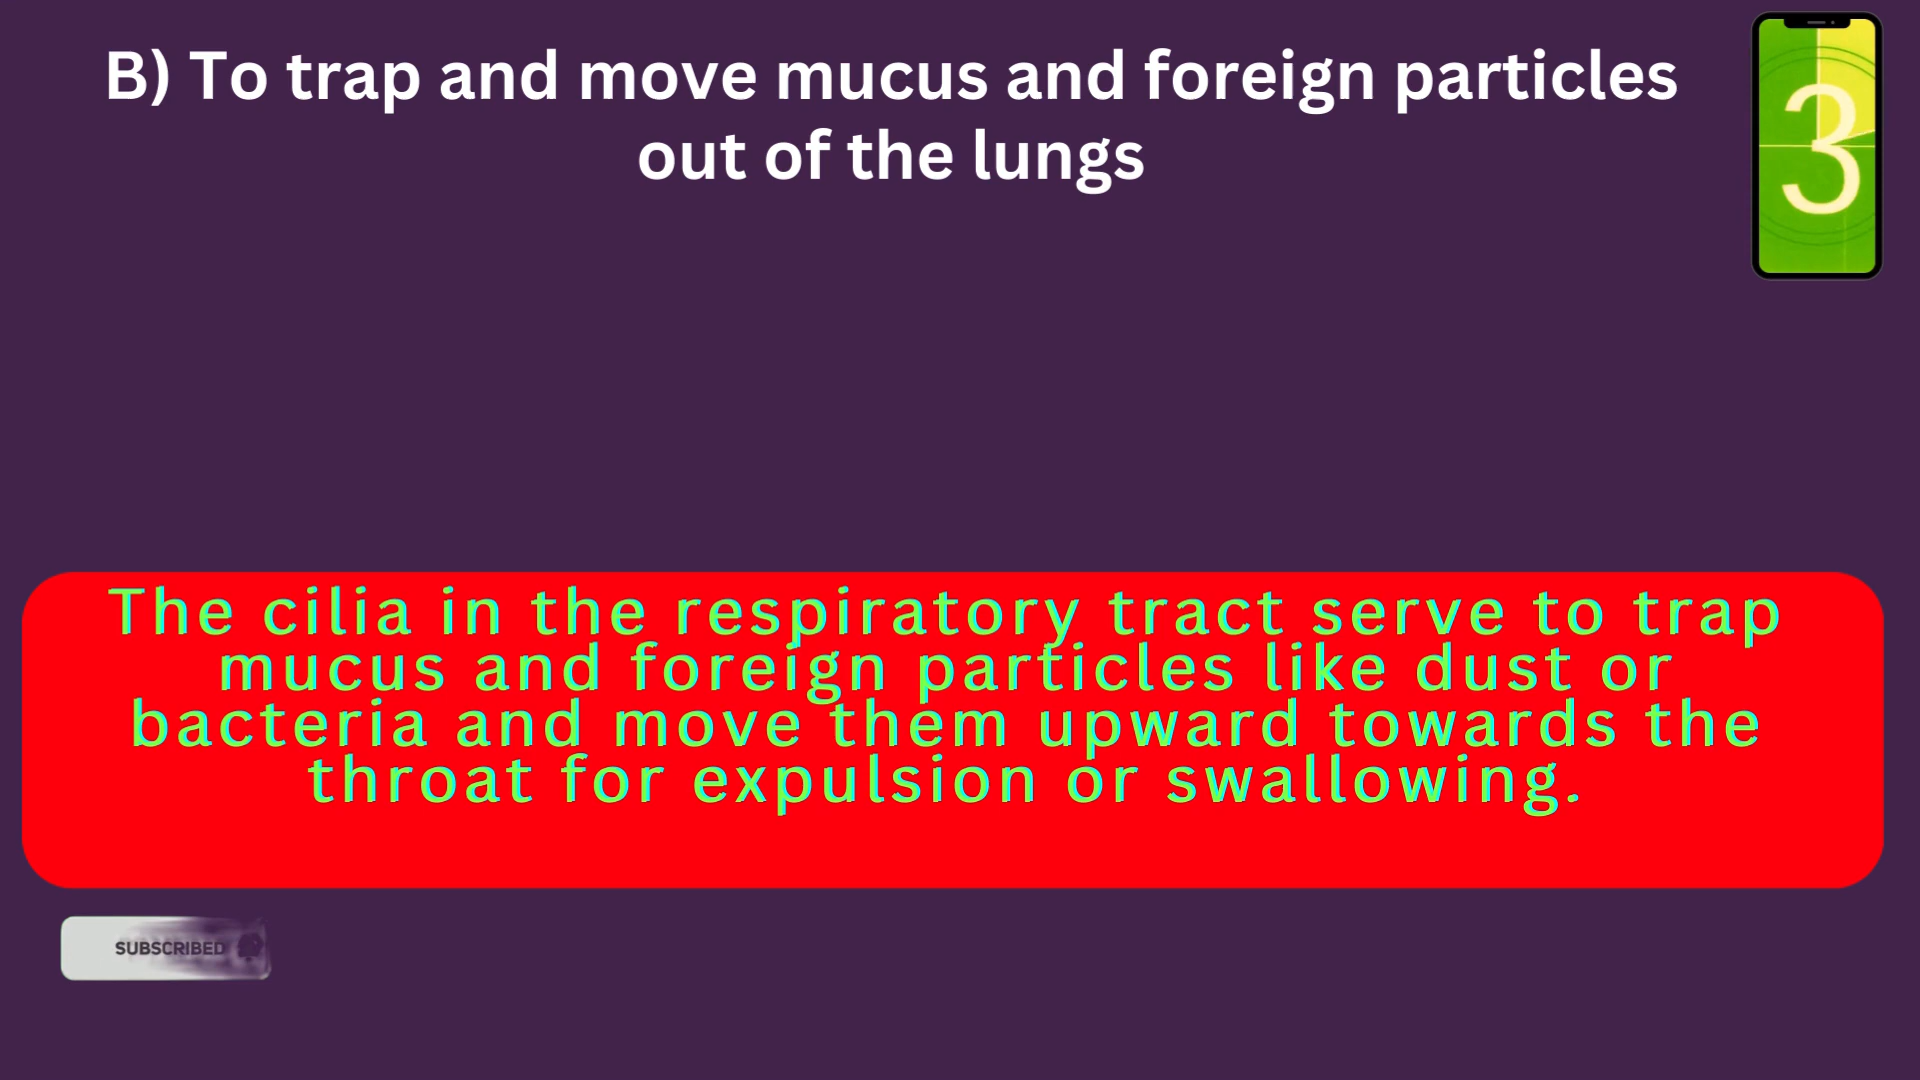 B) To trap and move mucus and foreign particles
out of the lungs
3
The cilia in the respiratory tract serve to trap
mucus and foreign particles like dust or
bacteria and move them upward towards the
throat for expulsion or swallowing.
SUBSCRIBED